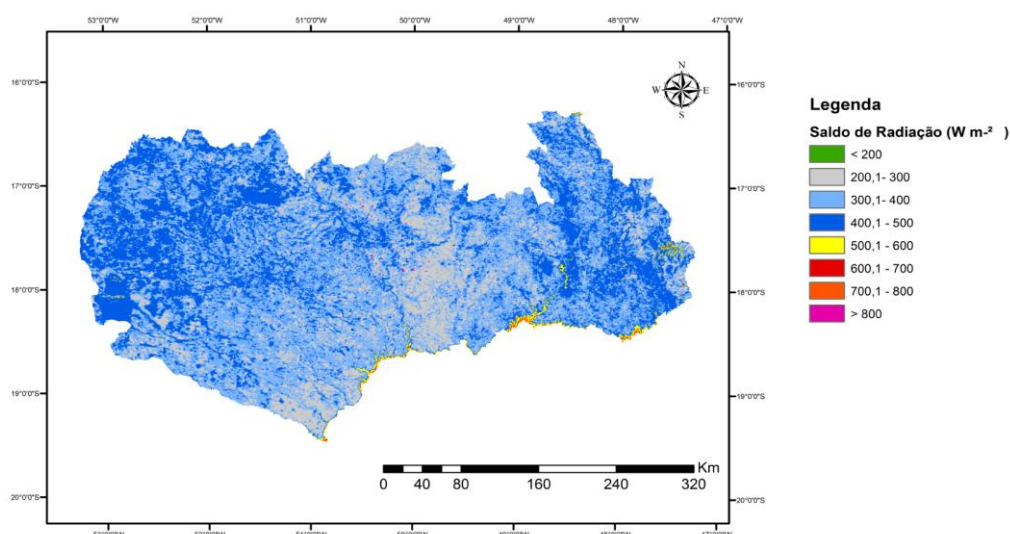 53°0'0"W 52°0'0"W 51°0'0"W 50°0'0"W 49°0'0"W 48°0'0"W 47°0'0"W
16°0'0"S 16°0'0"S
N
W E
S
Legenda
Saldo de Radiação (W m-² )
< 200
17°0'0"S 17°0'0"S
200,1- 300
300,1- 400
400,1 - 500
500,1 - 600
600,1 - 700
18°0'0"S 18°0'0"S
700,1 - 800
> 800
19°0'0"S 19°0'0"S
Km
0 40 80 160 240 320
20°0'0"S 20°0'0"S